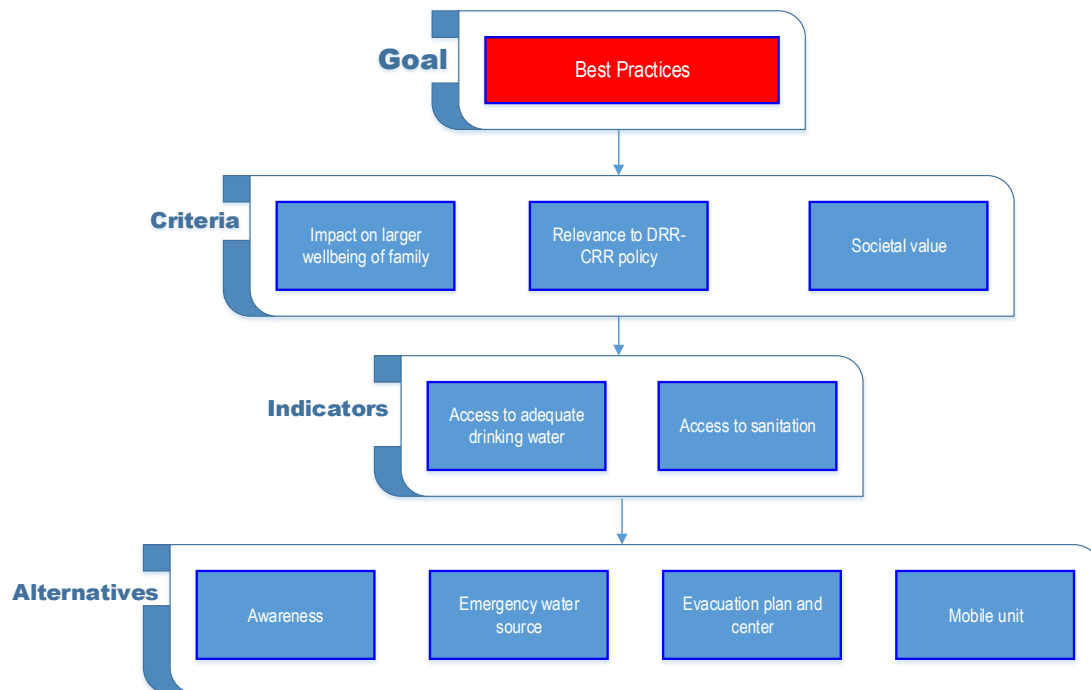 Goal
Best Practices
Criteria
Impact on larger
wellbeing of family
Relevance to DRR-
CRR policy
Societal value
Indicators
Access to adequate
drinking water
Access to sanitation
Alternatives
Awareness
Emergency water
source
Evacuation plan and
center
Mobile unit